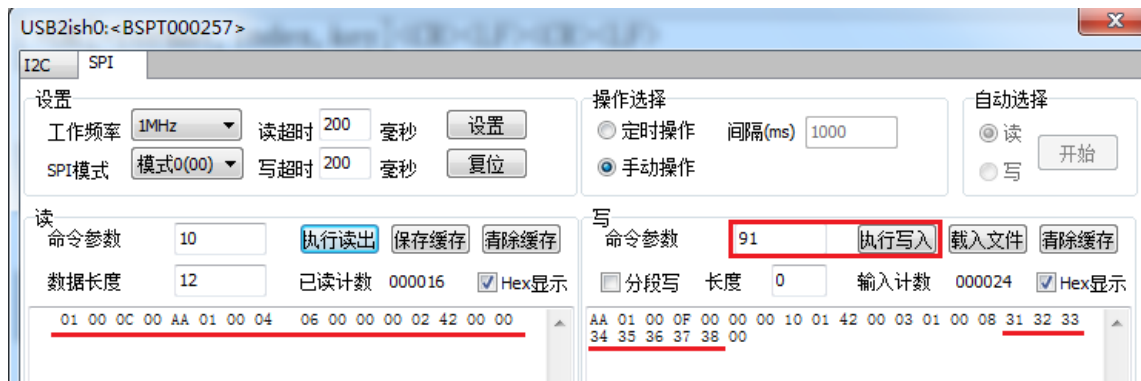 USB2ish0:<BSPT000257>
I2C SPI
设置
工作频率 1MHz 读超时 200 毫秒 设置
SPI模式 模式0(00) 写超时 200 毫秒 复位
操作选择
定时操作 间隔(ms) 1000
手动操作
自动选择
读
写
开始
读
命令参数 10 执行读出 保存缓存 清除缓存
数据长度 12 已读计数 000016 Hex显示
01 00 0C 00 AA 01 00 04 06 00 00 00 02 42 00 00
写
命令参数 91 执行写入 载入文件 清除缓存
分段写 长度 0 输入计数 000024 Hex显示
AA 01 00 0F 00 00 00 10 01 42 00 03 01 00 08 31 32 33
34 35 36 37 38 00